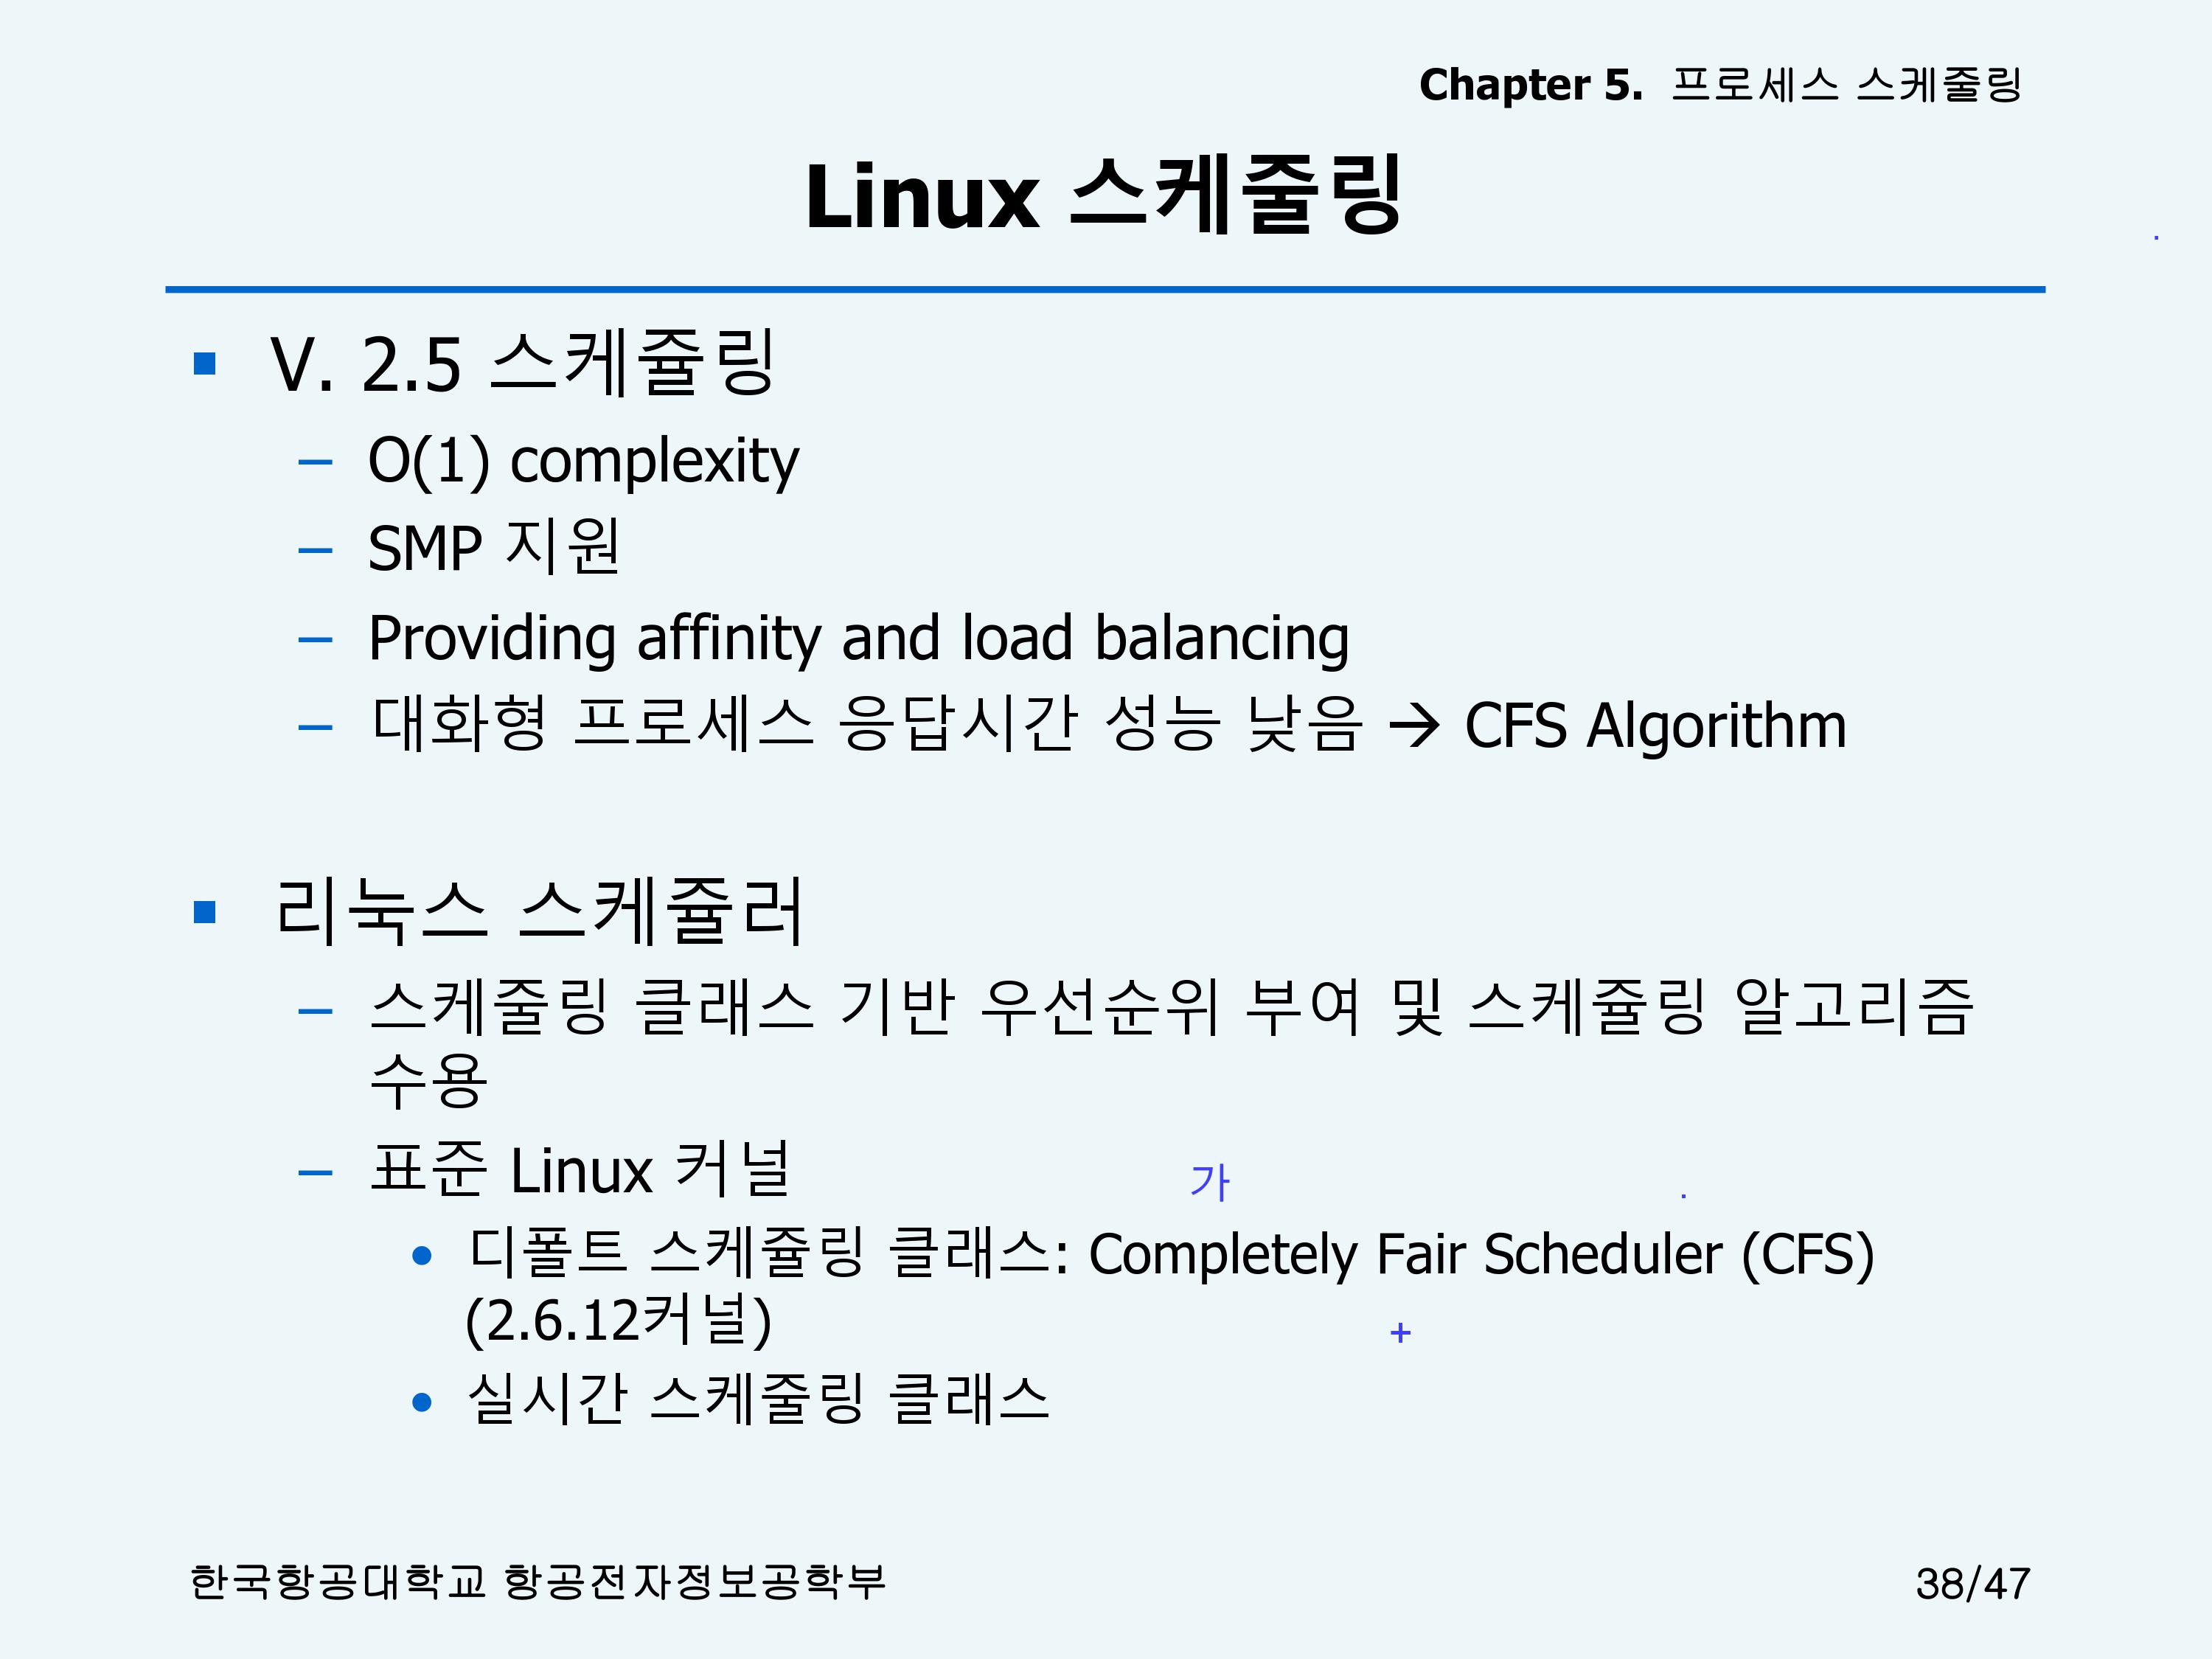 Chapter 5. 프로세스 스케줄링
Linux 스케줄링
V. 2.5 스케쥴링
O(1) complexity
SMP 지원
Providing affinity and load balancing
대화형 프로세스 응답시간 성능 낮음 → CFS Algorithm
리눅스 스케쥴러
스케줄링 클래스 기반 우선순위 부여 및 스케쥴링 알고리즘
수용
표준 Linux 커널
가 .
디폴트 스케쥴링 클래스: Completely Fair Scheduler (CFS)
(2.6.12커널)
+
실시간 스케줄링 클래스
한국항공대학교 항공전자정보공학부
38/47